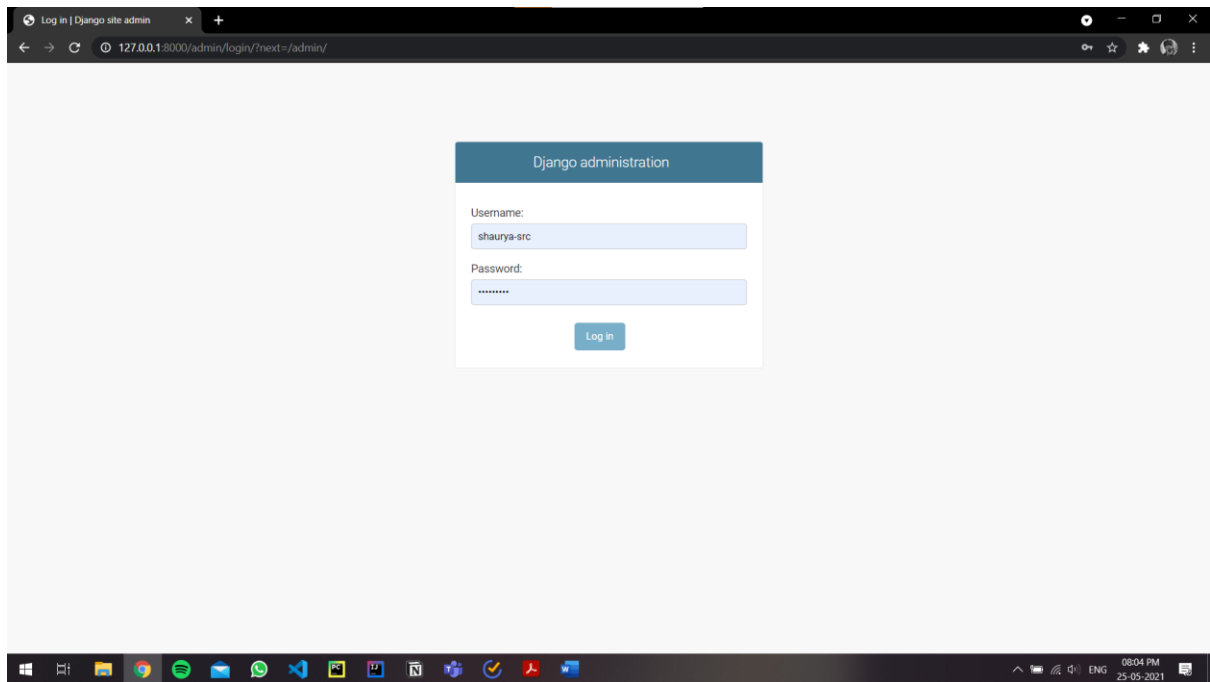 Log in | Django site admin
127.0.0.1:8000/admin/login/?next=/admin/
Django administration
Username:
shaurya-src
Password:
•••••••••
Log in
ENG
08:04 PM
25-05-2021